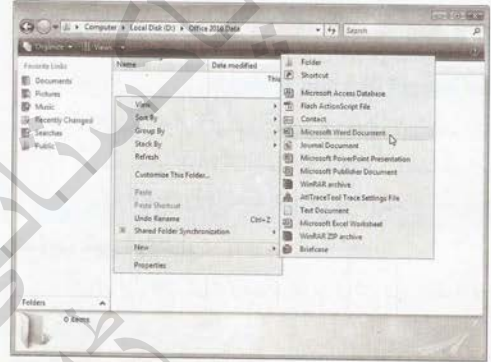 Computer ▸ Local Disk (D:) ▸ Office 2016 Data
Search
Organize
Views
Favorite Links
Documents
Pictures
Music
Recently Changed
Searches
Public
Folders
Name
Date modified
View
Sort By
Group By
Stack By
Refresh
Customize This Folder...
Paste
Paste Shortcut
Undo Rename Ctrl+Z
Shared Folder Synchronization
New
Properties
Folder
Shortcut
Microsoft Access Database
Flash ActionScript File
Contact
Microsoft Word Document
Journal Document
Microsoft PowerPoint Presentation
Microsoft Publisher Document
WinRAR archive
AtlTraceTool Trace Settings File
Text Document
Microsoft Excel Worksheet
WinRAR ZIP archive
Briefcase
0 items